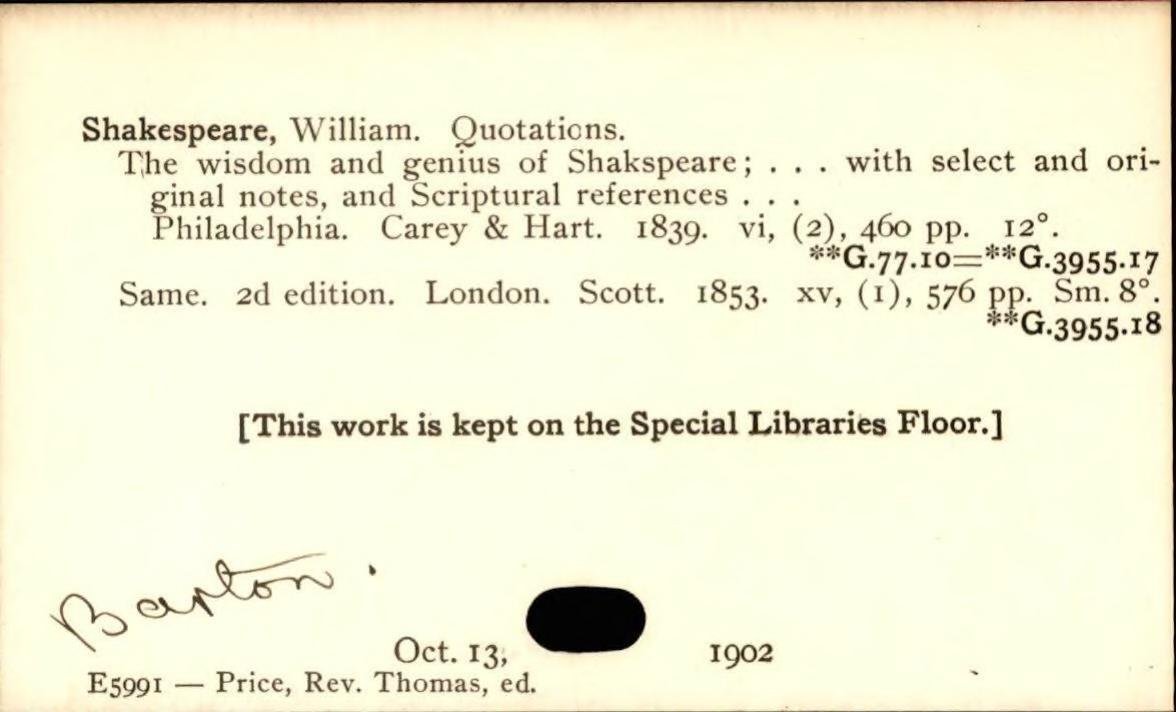 Shakespeare, William. Quotations.
The wisdom and genius of Shakspeare; . . . with select and ori-
ginal notes, and Scriptural references . . .
Philadelphia. Carey & Hart. 1839. vi, (2), 460 pp. 12°.
**G.77.10=**G.3955.17
Same. 2d edition. London. Scott. 1853. xv, (1), 576 pp. Sm. 8°.
**G.3955.18
[This work is kept on the Special Libraries Floor.]
Barton.
Oct. 13, 1902
E5991 — Price, Rev. Thomas, ed.